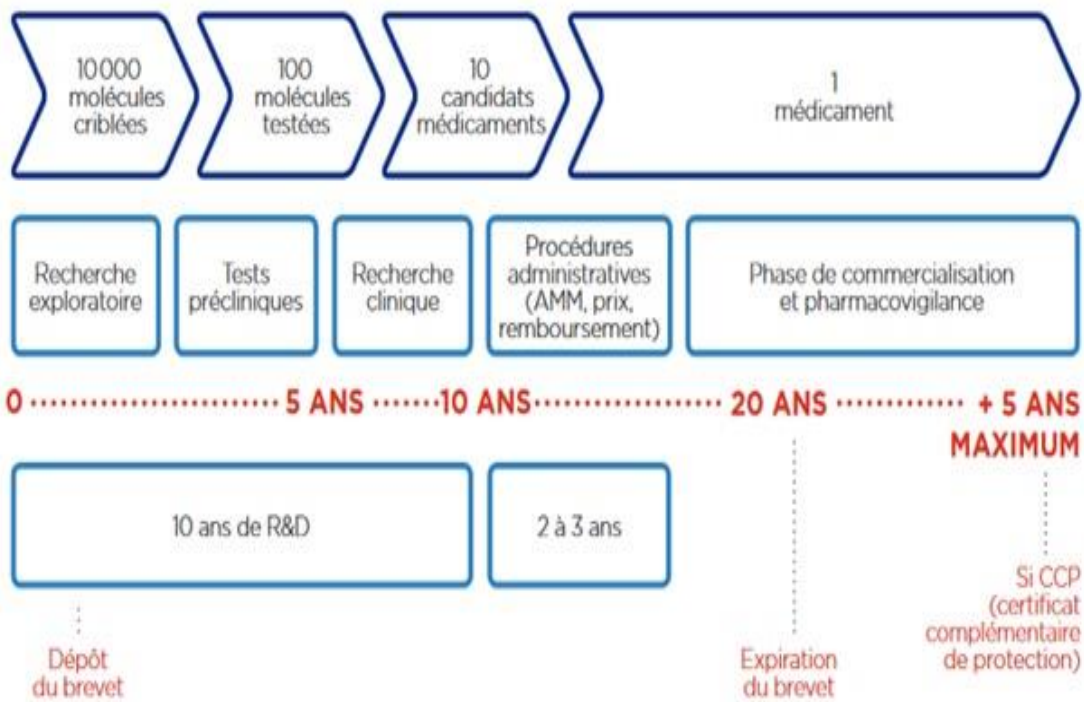 10 000
molécules
criblées
100
molécules
testées
10
candidats
médicaments
1
médicament
Recherche
exploratoire
Tests
précliniques
Recherche
clinique
Procédures
administratives
(AMM, prix,
remboursement)
Phase de commercialisation
et pharmacovigilance
0 5 ANS 10 ANS 20 ANS + 5 ANS
MAXIMUM
10 ans de R&D
2 à 3 ans
Dépôt
du brevet
Expiration
du brevet
Si CCP
(certificat
complémentaire
de protection)